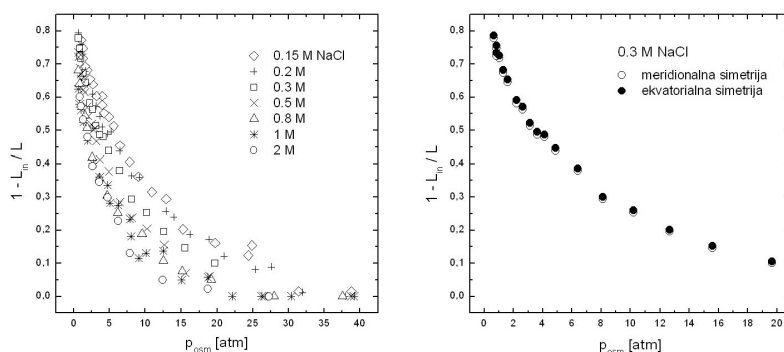 0,8
0,7
0,6
0,5
0,4
0,3
0,2
0,1
0,0
1 - L_in / L
0.15 M NaCl
0.2 M
0.3 M
0.5 M
0.8 M
1 M
2 M
0 5 10 15 20 25 30 35 40
p_osm [atm]
0,8
0,7
0,6
0,5
0,4
0,3
0,2
0,1
0,0
1 - L_in / L
0.3 M NaCl
meridionalna simetrija
ekvatorialna simetrija
0 2 4 6 8 10 12 14 16 18 20
p_osm [atm]